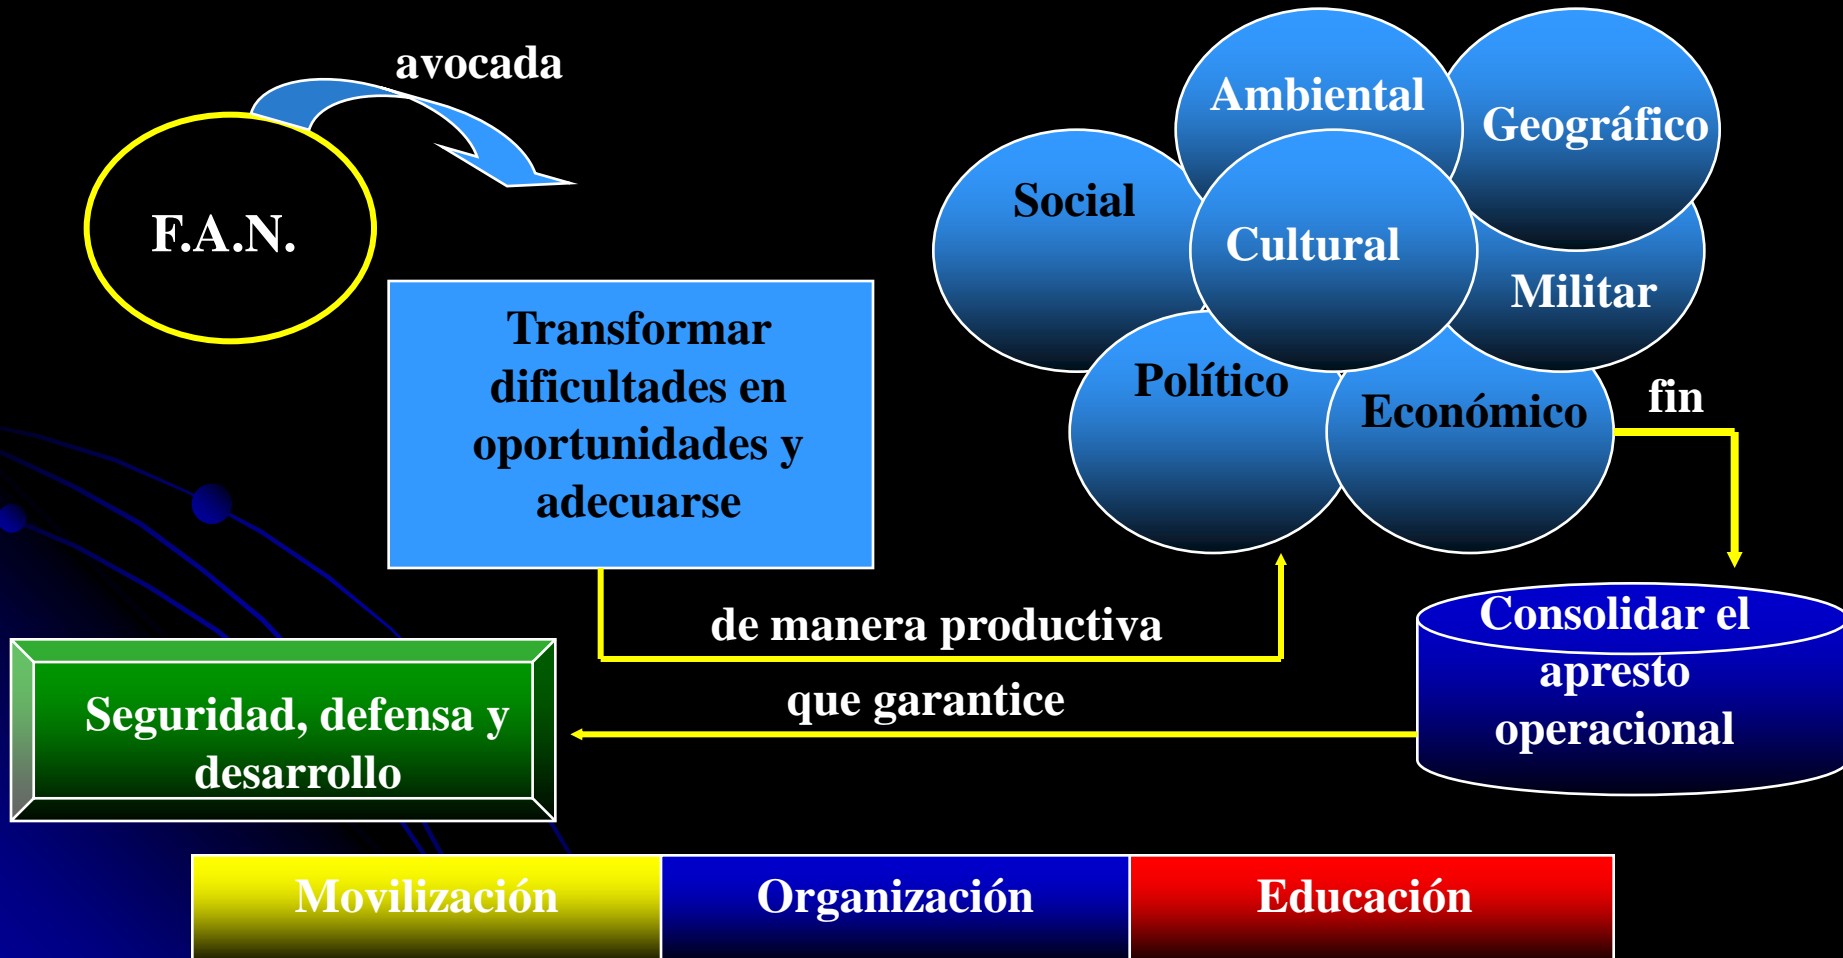 avocada
F.A.N.
Transformar
dificultades en
oportunidades y
adecuarse
Ambiental
Geográfico
Social
Cultural
Militar
Político
Económico
fin
de manera productiva
Consolidar el
apresto
operacional
que garantice
Seguridad, defensa y
desarrollo
Movilización
Organización
Educación